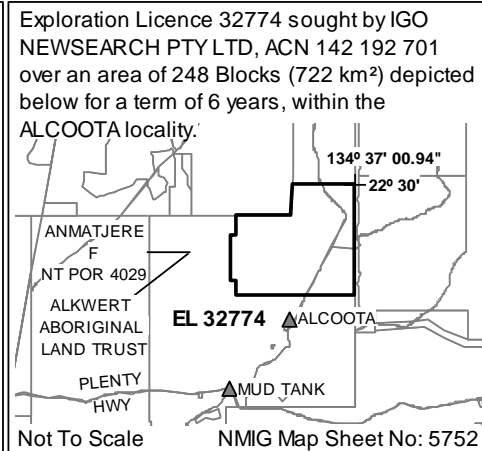 Exploration Licence 32774 sought by IGO
NEWSEARCH PTY LTD, ACN 142 192 701
over an area of 248 Blocks (722 km²) depicted
below for a term of 6 years, within the
ALCOOTA locality.
134º 37' 00.94"
22º 30'
ANMATJERE
F
NT POR 4029
ALKWERT
ABORIGINAL
LAND TRUST
EL 32774
ALCOOTA
PLENTY
HWY
MUD TANK
Not To Scale NMIG Map Sheet No: 5752